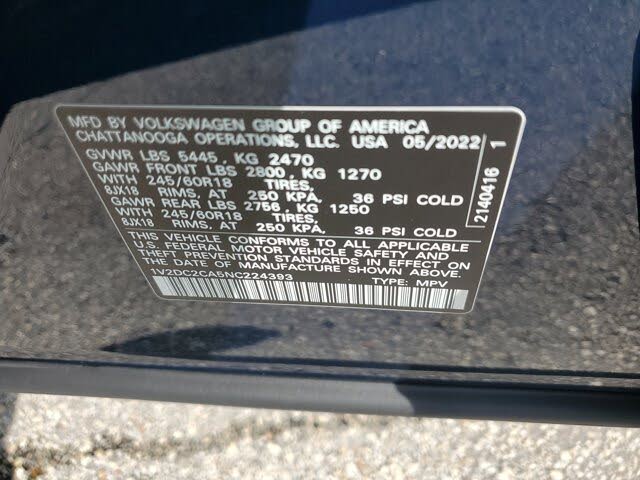 MFD BY VOLKSWAGEN GROUP OF AMERICA
CHATTANOOGA OPERATIONS, LLC. USA 05/2022
GVWR LBS 5445, KG 2470
GAWR FRONT LBS 2800, KG 1270
WITH 245/60R18 TIRES,
8JX18 RIMS, AT 250 KPA, 36 PSI COLD
GAWR REAR LBS 2756, KG 1250
WITH 245/60R18 TIRES,
8JX18 RIMS, AT 250 KPA, 36 PSI COLD
THIS VEHICLE CONFORMS TO ALL APPLICABLE
U.S. FEDERAL MOTOR VEHICLE SAFETY AND
THEFT PREVENTION STANDARDS IN EFFECT ON
THE DATE OF MANUFACTURE SHOWN ABOVE.
1V2DC2CA5NC224393 TYPE: MPV
2140416 1